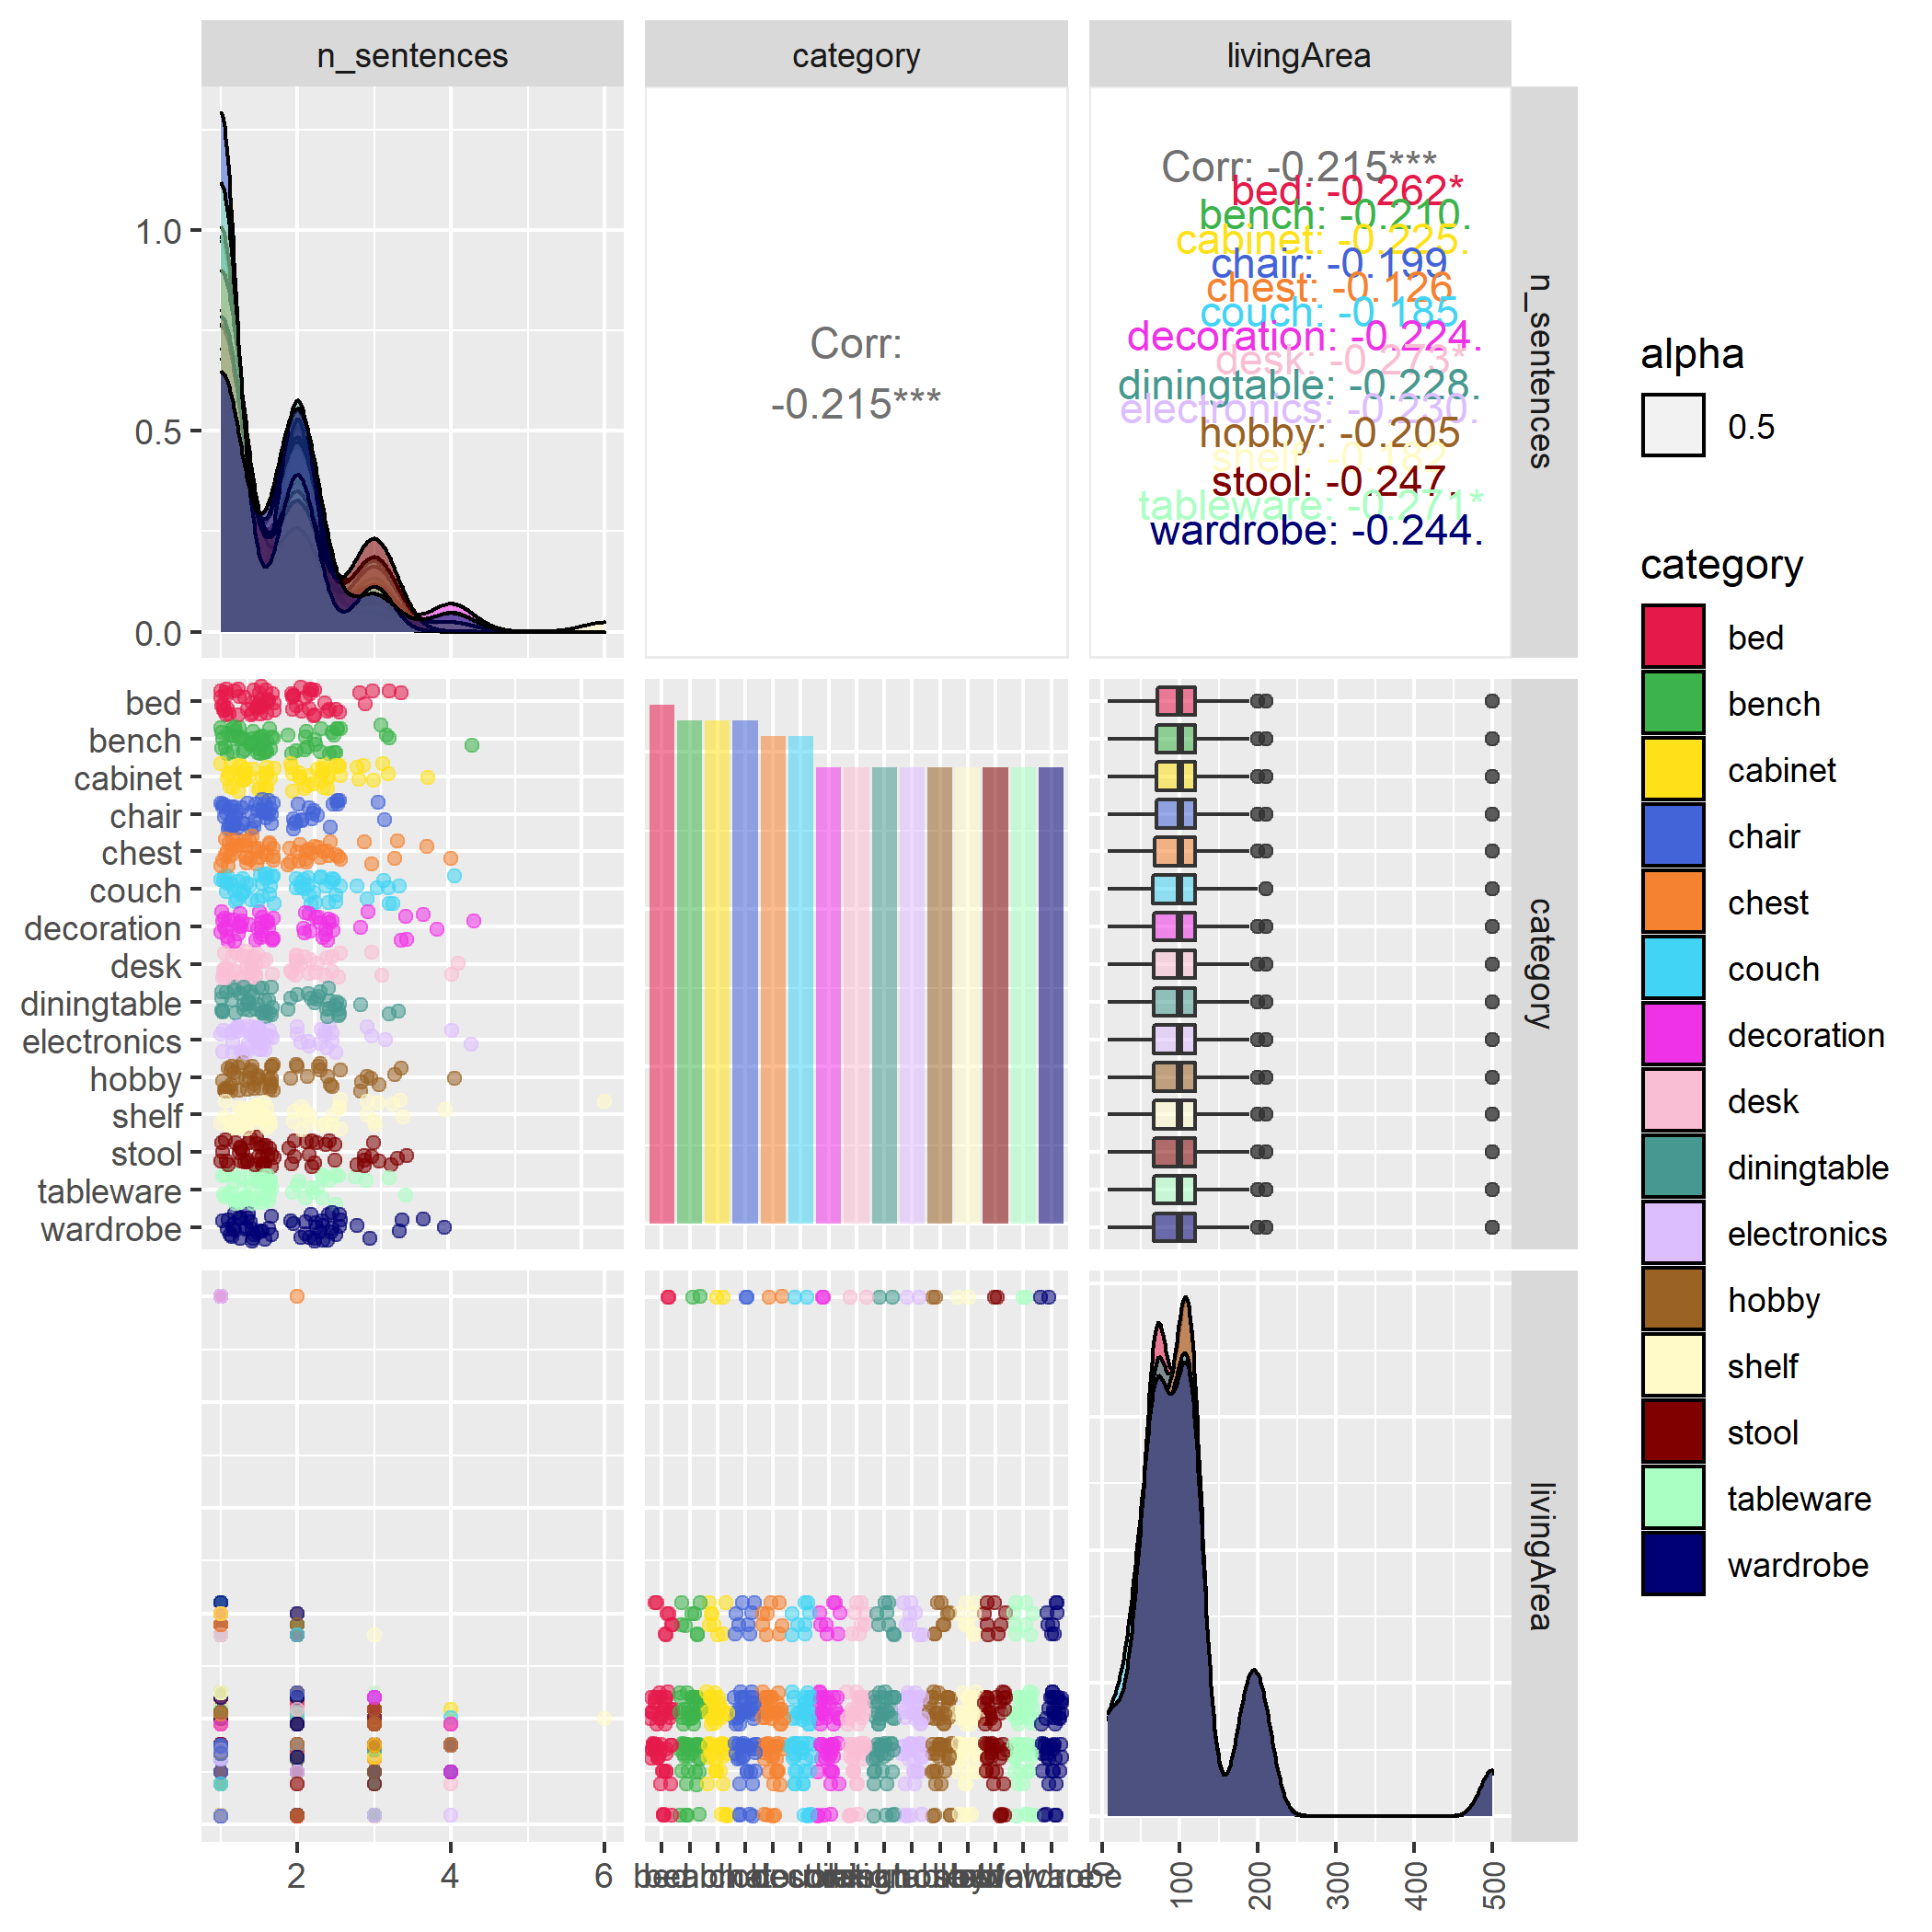 n_sentences category livingArea
1.0
0.5
0.0
Corr:
-0.215***
Corr: -0.215***
bed: -0.262*
bench: -0.210.
cabinet: -0.225.
chair: -0.199
chest: -0.126
couch: -0.185
decoration: -0.224.
desk: -0.273*
diningtable: -0.228.
electronics: -0.230.
hobby: -0.205
shelf: -0.182
stool: -0.247.
tableware: -0.271*
wardrobe: -0.244.
n_sentences
bed
bench
cabinet
chair
chest
couch
decoration
desk
diningtable
electronics
hobby
shelf
stool
tableware
wardrobe
category
livingArea
2 4 6
0 100 200 300 400 500
alpha
0.5
category
bed
bench
cabinet
chair
chest
couch
decoration
desk
diningtable
electronics
hobby
shelf
stool
tableware
wardrobe